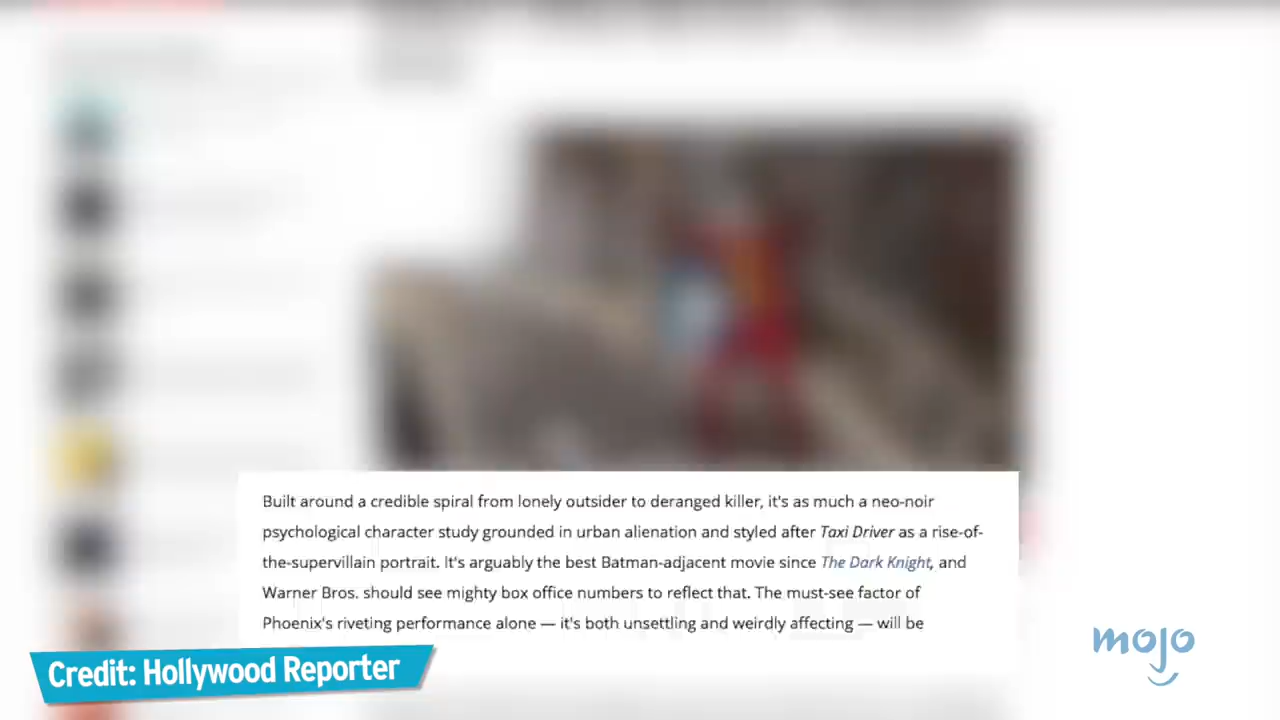 Built around a credible spiral from lonely outsider to deranged killer, it's as much a neo-noir
psychological character study grounded in urban alienation and styled after Taxi Driver as a rise-of-
the-supervillain portrait. It's arguably the best Batman-adjacent movie since The Dark Knight, and
Warner Bros. should see mighty box office numbers to reflect that. The must-see factor of
Phoenix's riveting performance alone — it's both unsettling and weirdly affecting — will be
Credit: Hollywood Reporter
mojo